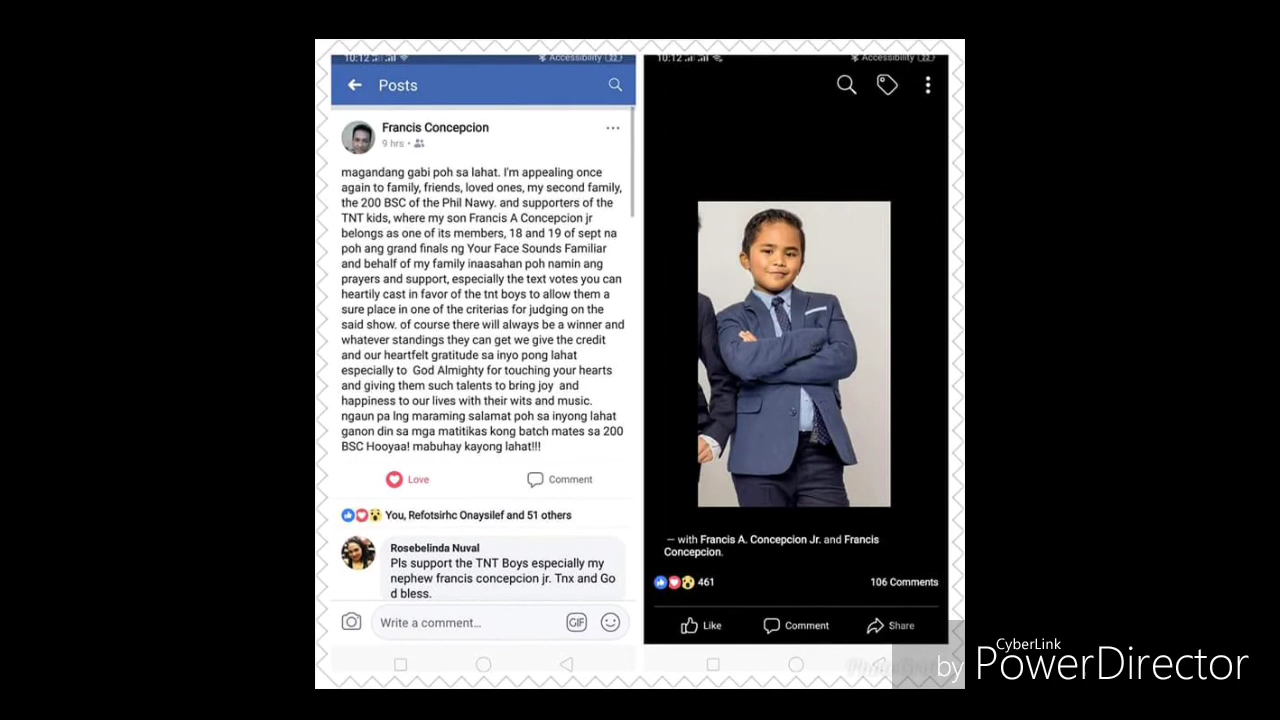 10:12
Accessibility 22
Posts
Francis Concepcion
9 hrs
magandang gabi poh sa lahat. I'm appealing once
again to family, friends, loved ones, my second family,
the 200 BSC of the Phil Nawy. and supporters of the
TNT kids, where my son Francis A Concepcion jr
belongs as one of its members, 18 and 19 of sept na
poh ang grand finals ng Your Face Sounds Familiar
and behalf of my family inaasahan poh namin ang
prayers and support, especially the text votes you can
heartily cast in favor of the tnt boys to allow them a
sure place in one of the criterias for judging on the
said show. of course there will always be a winner and
whatever standings they can get we give the credit
and our heartfelt gratitude sa inyo pong lahat
especially to God Almighty for touching your hearts
and giving them such talents to bring joy and
happiness to our lives with their wits and music.
ngaun pa lng maraming salamat poh sa inyong lahat
ganon din sa mga matitikas kong batch mates sa 200
BSC Hooyaa! mabuhay kayong lahat!!!
Love
Comment
You, Refotsirhc Onaysilef and 51 others
Rosebelinda Nuval
Pls support the TNT Boys especially my
nephew francis concepcion jr. Tnx and Go
d bless.
Write a comment...
GIF
10:12
Accessibility 22
— with Francis A. Concepcion Jr. and Francis
Concepcion.
461
106 Comments
Like
Comment
Share
CyberLink
by PowerDirector